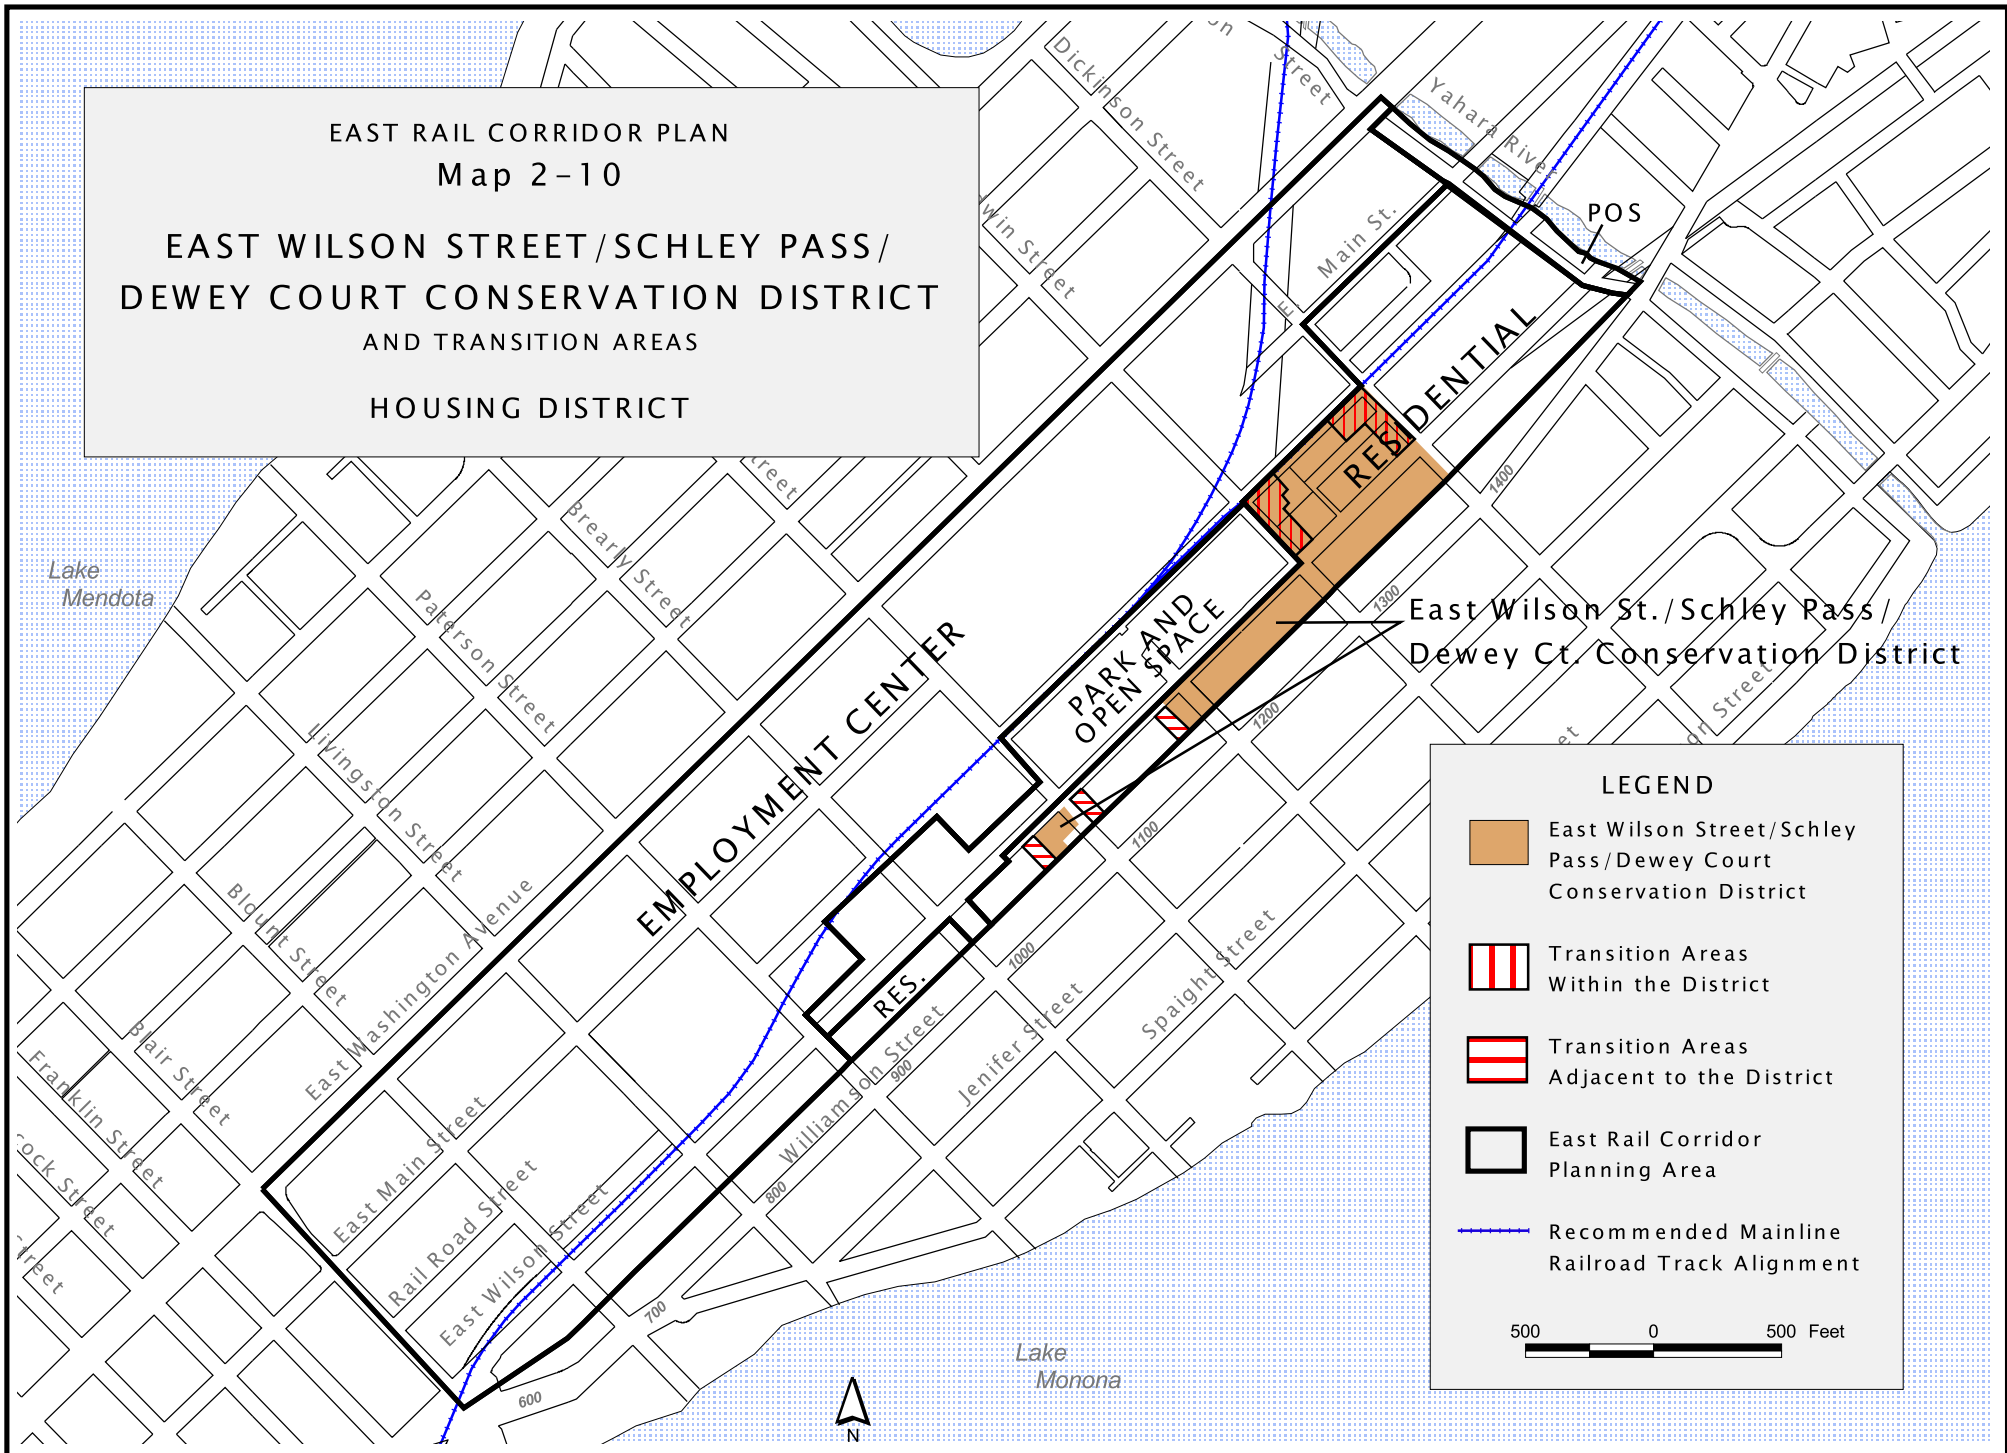 EAST RAIL CORRIDOR PLAN
Map 2-10
EAST WILSON STREET/SCHLEY PASS/
DEWEY COURT CONSERVATION DISTRICT
AND TRANSITION AREAS
HOUSING DISTRICT
Street
Dickinson Street
Yahara River
POS
Main St.
E
Street
RESIDENTIAL
1400
Brearly Street
Paterson Street
Livingston Street
Blount Street
Blair Street
Franklin Street
Street
Lake
Mendota
East Washington Avenue
EMPLOYMENT CENTER
PARK AND
OPEN SPACE
1300
East Wilson St./Schley Pass/
Dewey Ct. Conservation District
1200
1100
1000
900
800
700
600
RES.
Williamson Street
Jenifer Street
Spaight Street
Street
East Main Street
Rail Road Street
East Wilson Street
Street
Lake
Monona
N
LEGEND
East Wilson Street/Schley
Pass/Dewey Court
Conservation District
Transition Areas
Within the District
Transition Areas
Adjacent to the District
East Rail Corridor
Planning Area
Recommended Mainline
Railroad Track Alignment
500 0 500 Feet